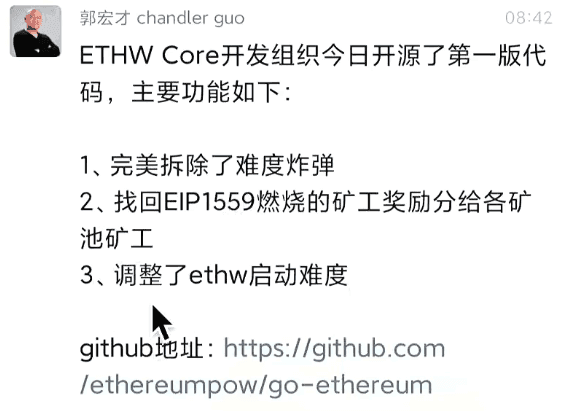 郭宏才 chandler guo
08:42
ETHW Core开发组织今日开源了第一版代
码，主要功能如下：
1、完美拆除了难度炸弹
2、找回EIP1559燃烧的矿工奖励分给各矿
池矿工
3、调整了ethw启动难度
github地址：https://github.com
/ethereumpow/go-ethereum